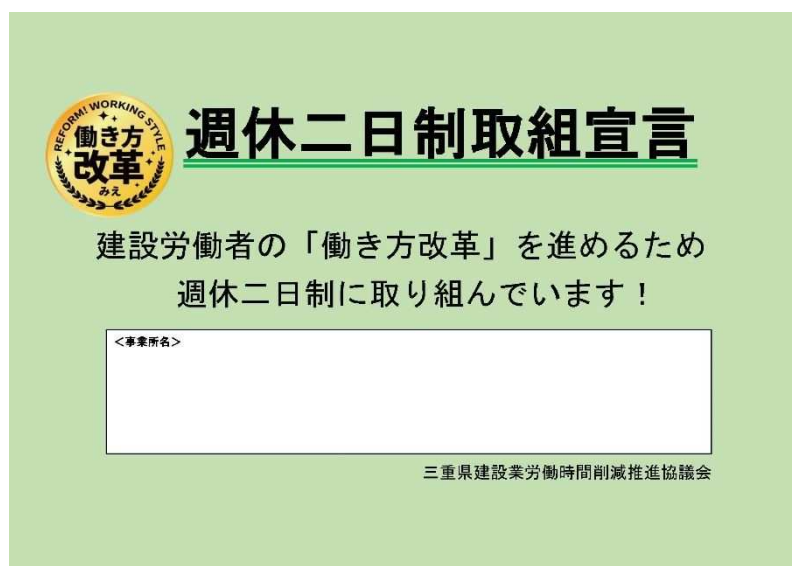 REFORM! WORKING STYLE
働き方
改革
みえ
週休二日制取組宣言
建設労働者の「働き方改革」を進めるため
週休二日制に取り組んでいます！
＜事業所名＞
三重県建設業労働時間削減推進協議会